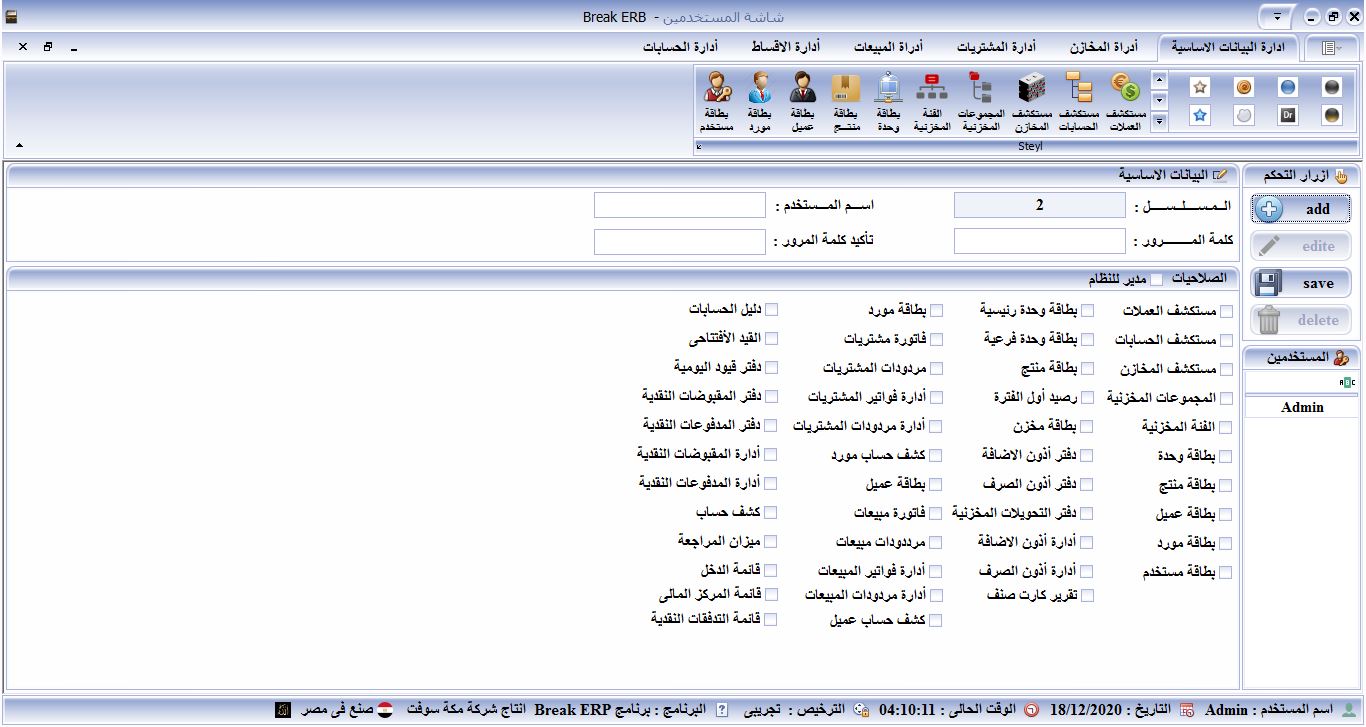 شاشة المستخدمين - Break ERB
ادارة البيانات الاساسية أدراة المخازن أدارة المشتريات أدراة المبيعات أدارة الاقساط أدارة الحسابات
Dr
مستكشف العملات
مستكشف الحسابات
مستكشف المخازن
المجموعات المخزنية
الفئة المخزنية
بطاقة وحدة
بطاقة منتـج
بطاقة عميل
بطاقة مورد
بطاقة مستخدم
Steyl
ازرار التحكم
add
edite
save
delete
المستخدمين
ABC
Admin
البيانات الاساسية
الـمـسـلـسـل : 2 اسـم المـستخدم :
كلمة المـــرور : تأكيد كلمة المرور :
الصلاحيات مدير للنظام
مستكشف العملات بطاقة وحدة رئيسية بطاقة مورد دليل الحسابات
مستكشف الحسابات بطاقة وحدة فرعية فاتورة مشتريات القيد الأفتتاحى
مستكشف المخازن بطاقة منتج مردودات المشتريات دفتر قيود اليومية
المجموعات المخزنية رصيد أول الفترة أدارة فواتير المشتريات دفتر المقبوضات النقدية
الفئة المخزنية بطاقة مخزن أدارة مردودات المشتريات دفتر المدفوعات النقدية
بطاقة وحدة دفتر أذون الاضافة كشف حساب مورد أدارة المقبوضات النقدية
بطاقة منتج دفتر أذون الصرف بطاقة عميل أدارة المدفوعات النقدية
بطاقة عميل دفتر التحويلات المخزنية فاتورة مبيعات كشف حساب
بطاقة مورد أدارة أذون الاضافة مرددودات مبيعات ميزان المراجعة
بطاقة مستخدم أدارة أذون الصرف أدارة فواتير المبيعات قائمة الدخل
تقرير كارت صنف أدارة مردودات المبيعات قائمة المركز المالى
كشف حساب عميل قائمة التدفقات النقدية
اسم المستخدم : Admin التاريخ : 18/12/2020 الوقت الحالى : 04:10:11 الترخيص : تجريبى البرنامج : برنامج Break ERP انتاج شركة مكة سوفت صنع فى مصر